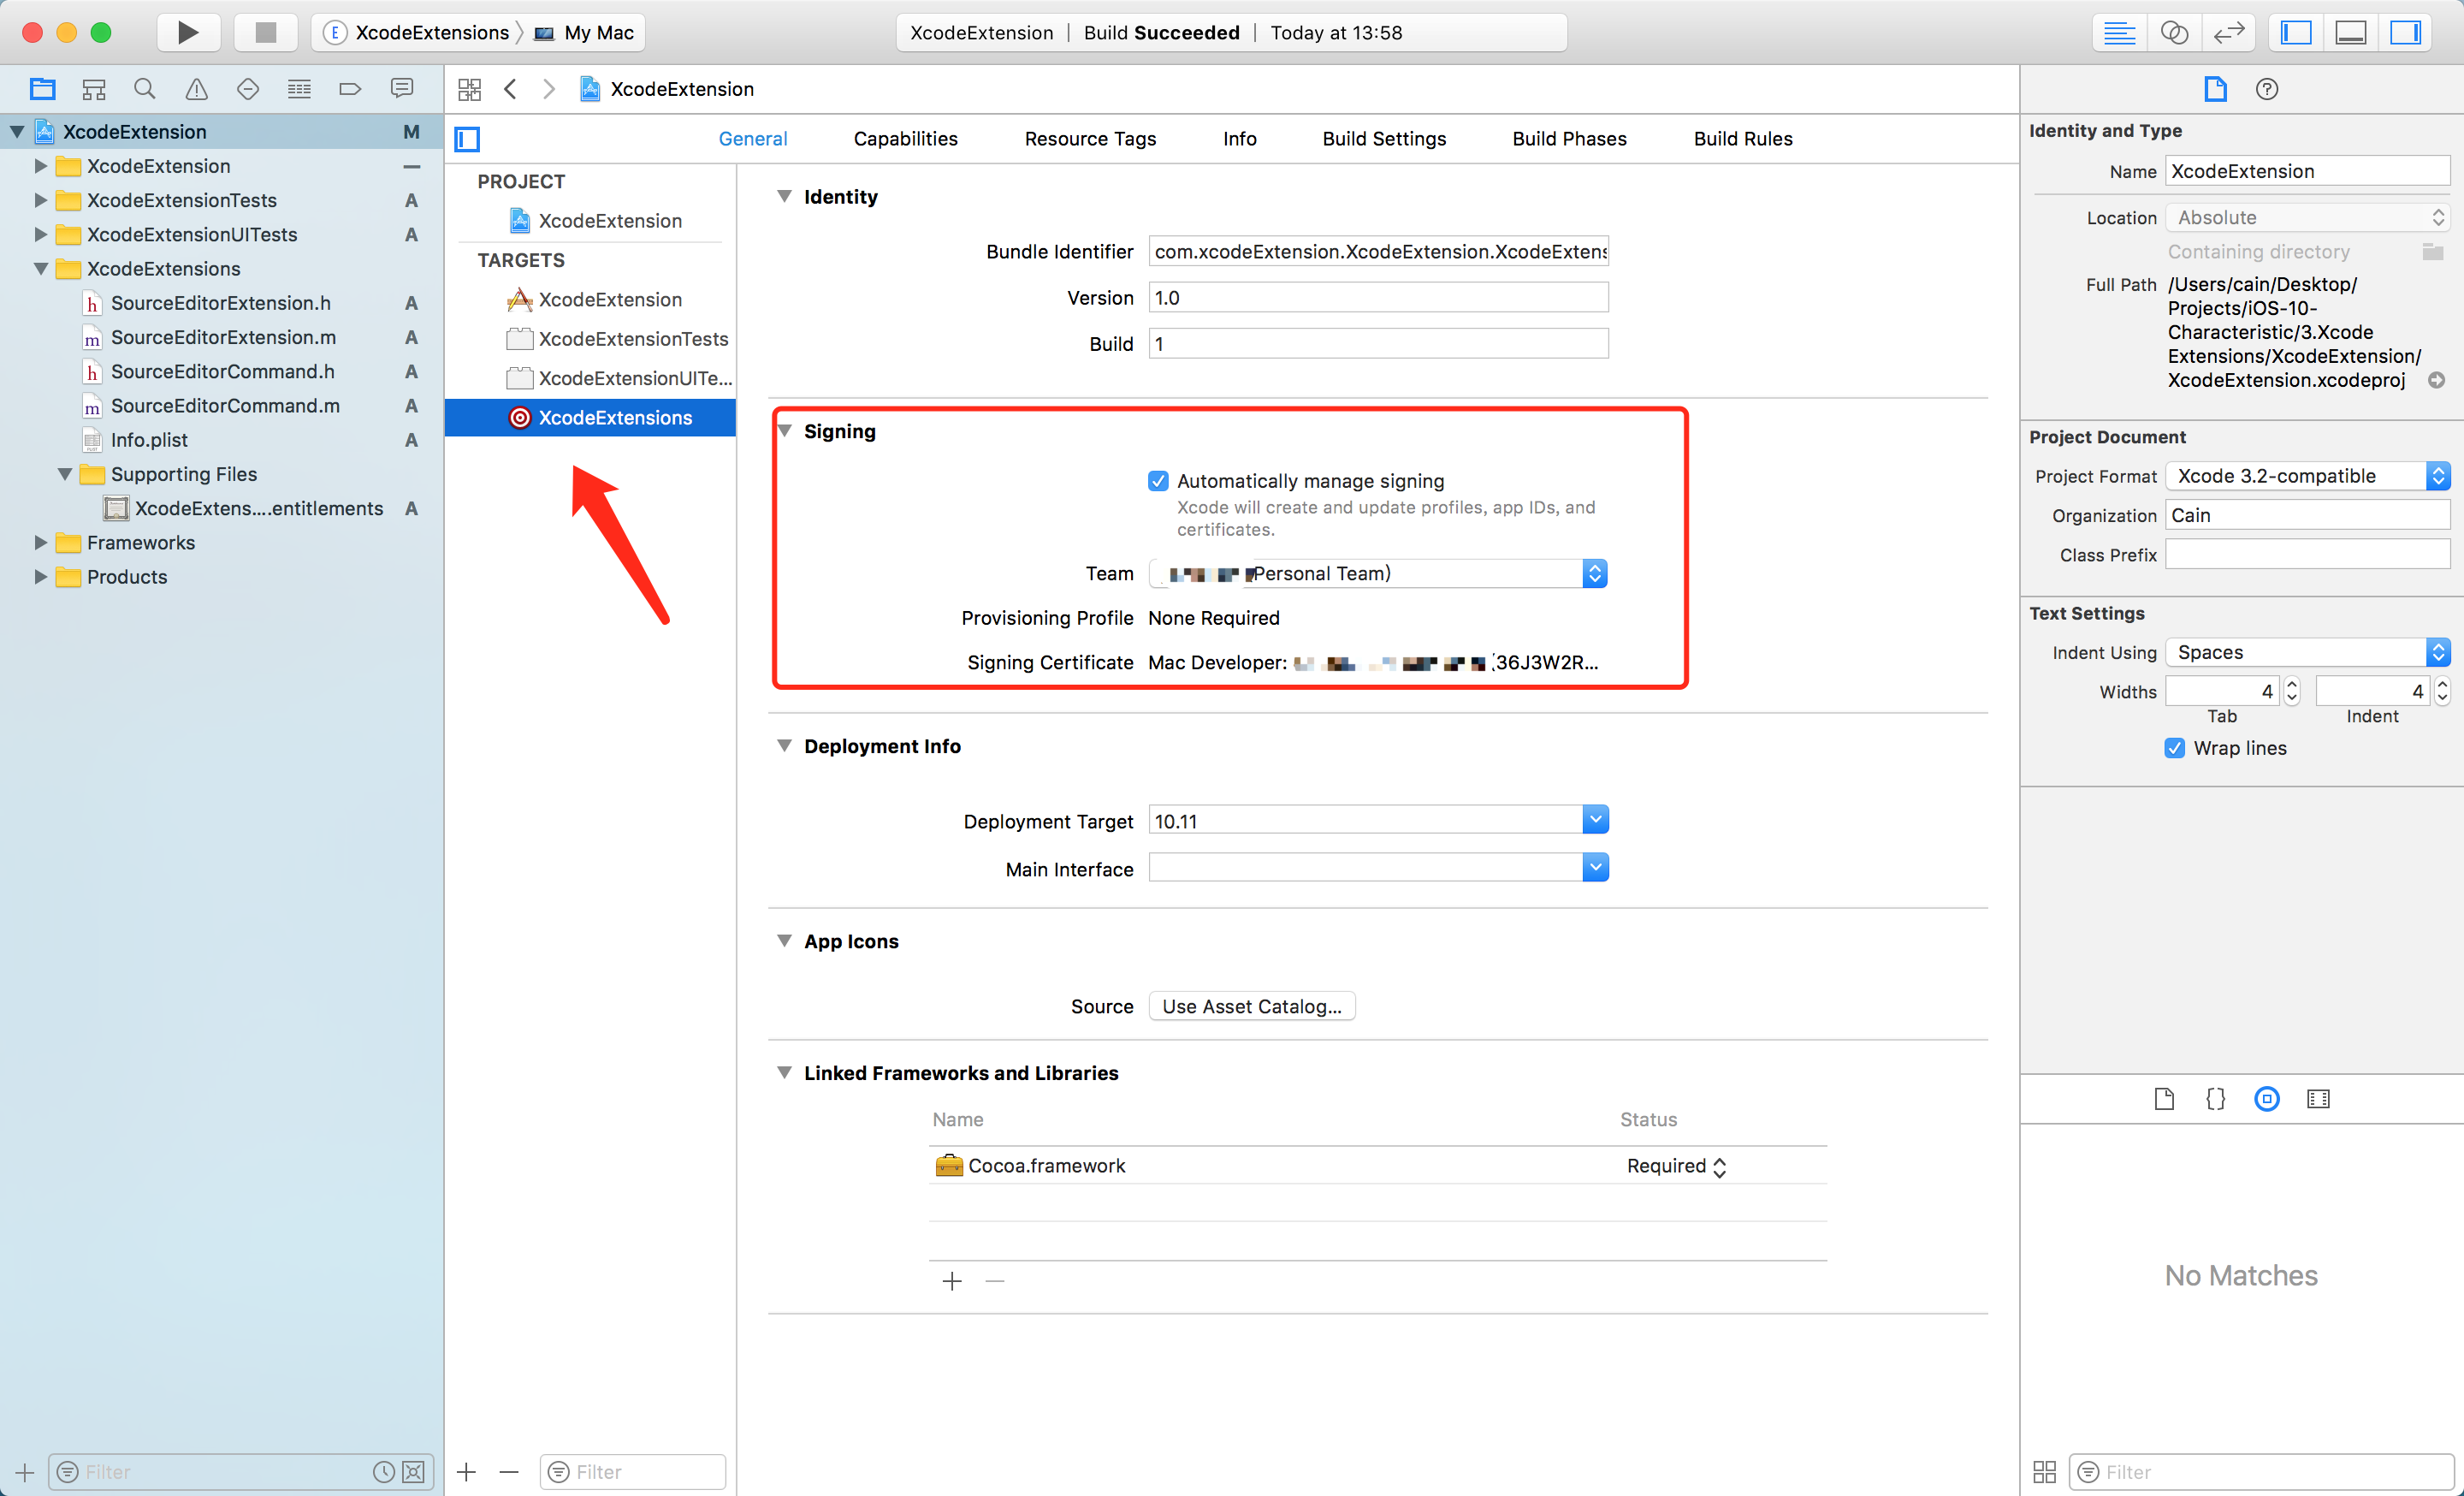 XcodeExtensions
My Mac
XcodeExtension | Build Succeeded | Today at 13:58
XcodeExtension M
XcodeExtension
XcodeExtensionTests A
XcodeExtensionUITests A
XcodeExtensions
SourceEditorExtension.h A
SourceEditorExtension.m A
SourceEditorCommand.h A
SourceEditorCommand.m A
Info.plist A
Supporting Files
XcodeExtens....entitlements A
Frameworks
Products
Filter
XcodeExtension
General Capabilities Resource Tags Info Build Settings Build Phases Build Rules
PROJECT
XcodeExtension
TARGETS
XcodeExtension
XcodeExtensionTests
XcodeExtensionUITe...
XcodeExtensions
Filter
Identity
Bundle Identifier com.xcodeExtension.XcodeExtension.XcodeExtens
Version 1.0
Build 1
Signing
Automatically manage signing
Xcode will create and update profiles, app IDs, and
certificates.
Team Personal Team)
Provisioning Profile None Required
Signing Certificate Mac Developer: (36J3W2R...
Deployment Info
Deployment Target 10.11
Main Interface
App Icons
Source Use Asset Catalog...
Linked Frameworks and Libraries
Name Status
Cocoa.framework Required
Identity and Type
Name XcodeExtension
Location Absolute
Containing directory
Full Path /Users/cain/Desktop/
Projects/iOS-10-
Characteristic/3.Xcode
Extensions/XcodeExtension/
XcodeExtension.xcodeproj
Project Document
Project Format Xcode 3.2-compatible
Organization Cain
Class Prefix
Text Settings
Indent Using Spaces
Widths 4 4
Tab Indent
Wrap lines
No Matches
Filter